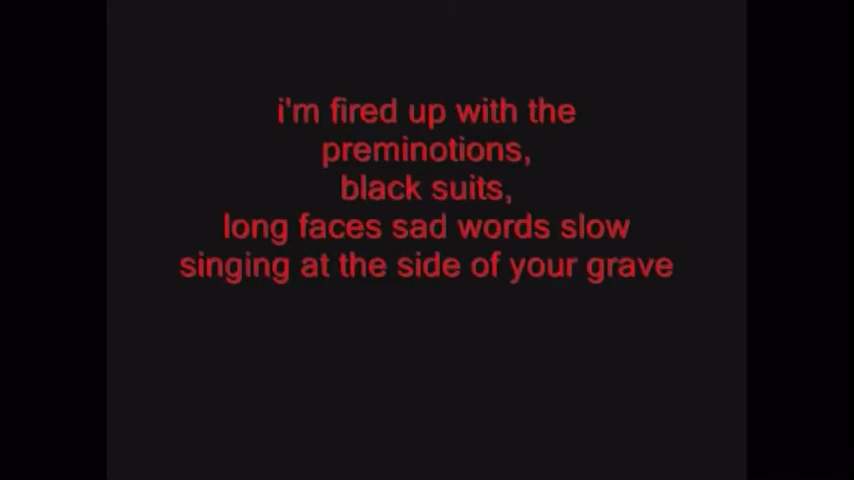 i'm fired up with the
preminotions,
black suits,
long faces sad words slow
singing at the side of your grave